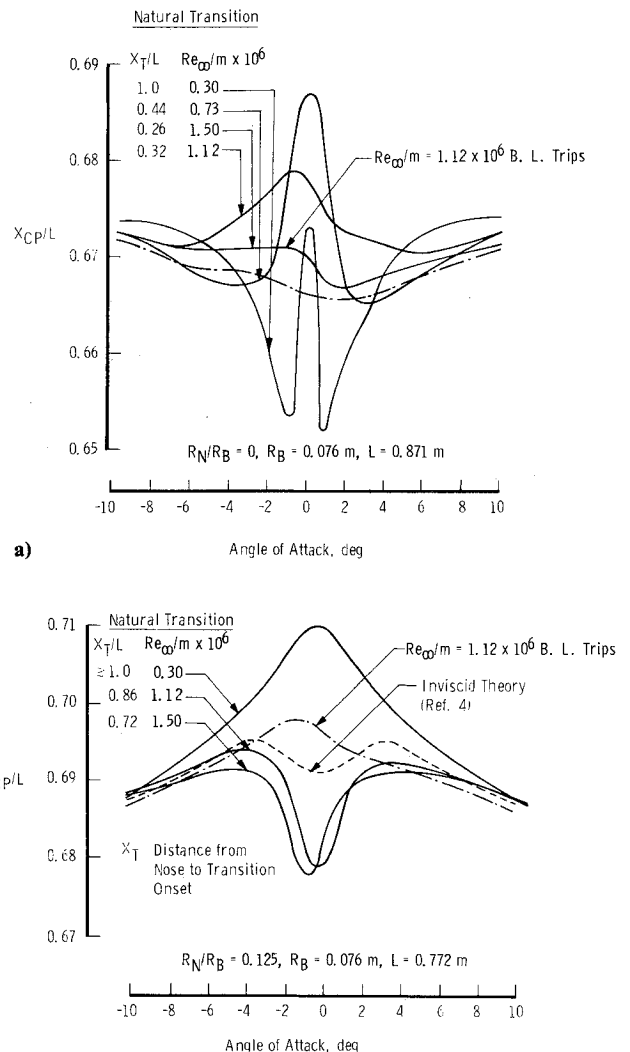 Natural Transition
X_T/L Re∞/m x 10^6
1.0 0.30
0.44 0.73
0.26 1.50
0.32 1.12
Re∞/m = 1.12 x 10^6 B. L. Trips
0.69
0.68
X_CP/L
0.67
0.66
0.65
R_N/R_B = 0, R_B = 0.076 m, L = 0.871 m
-10 -8 -6 -4 -2 0 2 4 6 8 10
a)
Angle of Attack, deg
0.71
Natural Transition
X_T/L Re∞/m x 10^6
≥1.0 0.30
0.86 1.12
0.72 1.50
Re∞/m = 1.12 x 10^6 B. L. Trips
Inviscid Theory
(Ref. 4)
0.70
0.69
P/L
0.68
0.67
X_T Distance from
Nose to Transition
Onset
R_N/R_B = 0.125, R_B = 0.076 m, L = 0.772 m
-10 -8 -6 -4 -2 0 2 4 6 8 10
Angle of Attack, deg